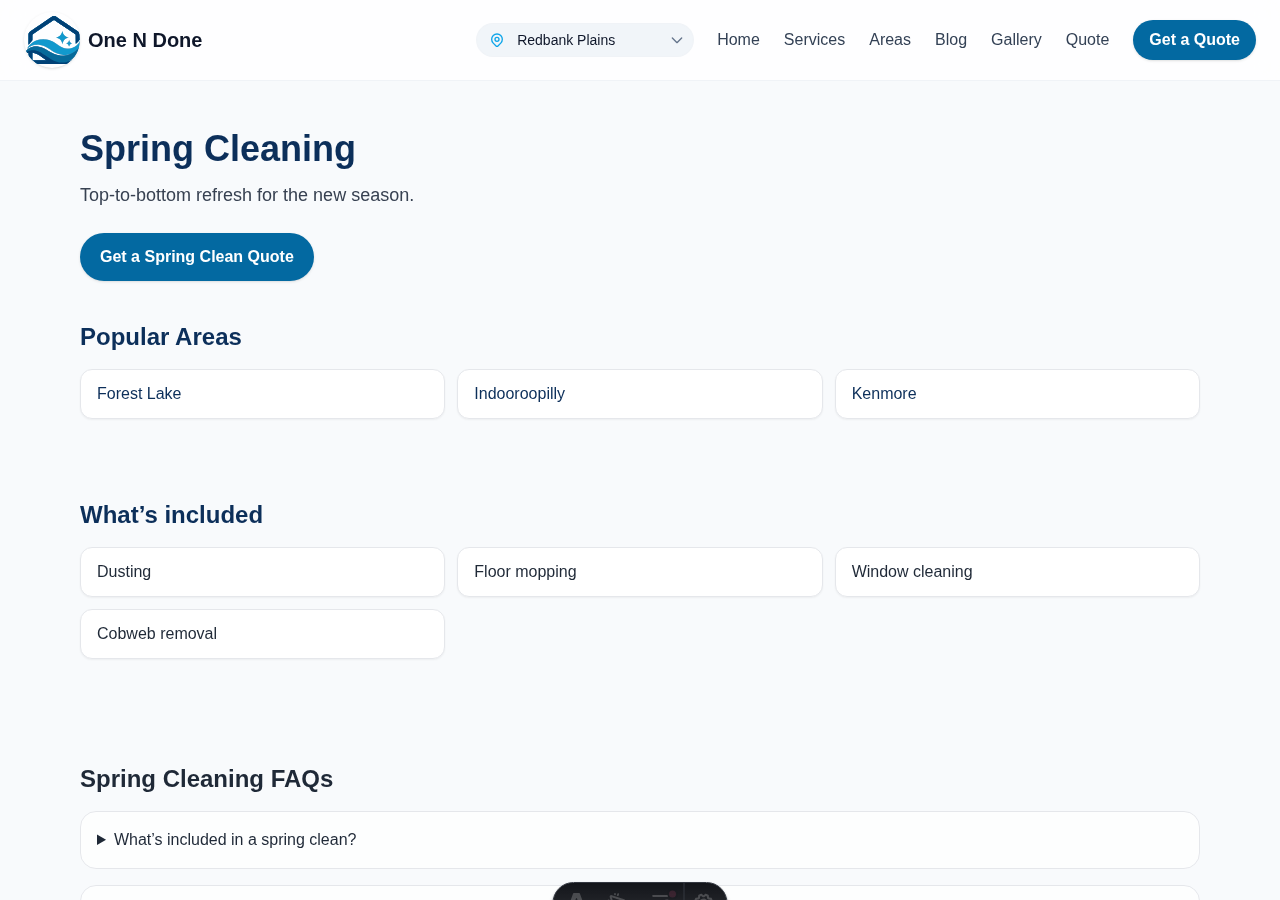 One N Done
Redbank Plains
Home
Services
Areas
Blog
Gallery
Quote
Get a Quote
Spring Cleaning
Top-to-bottom refresh for the new season.
Get a Spring Clean Quote
Popular Areas
Forest Lake
Indooroopilly
Kenmore
What’s included
Dusting
Floor mopping
Window cleaning
Cobweb removal
Spring Cleaning FAQs
What’s included in a spring clean?